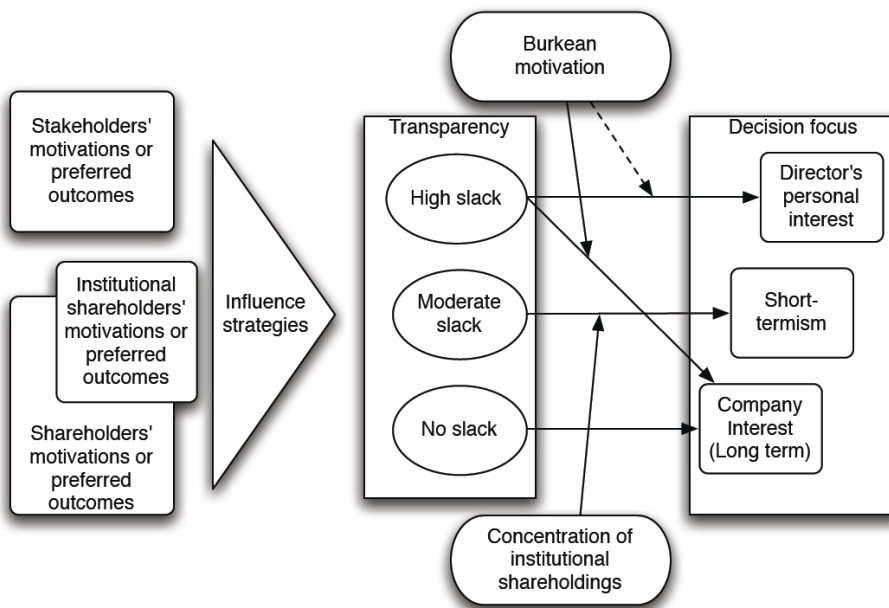 Burkean
motivation
Stakeholders'
motivations or
preferred
outcomes
Institutional
shareholders'
motivations or
preferred
outcomes
Shareholders'
motivations or
preferred
outcomes
Influence
strategies
Transparency
High slack
Moderate
slack
No slack
Decision focus
Director's
personal
interest
Short-
termism
Company
Interest
(Long term)
Concentration of
institutional
shareholdings